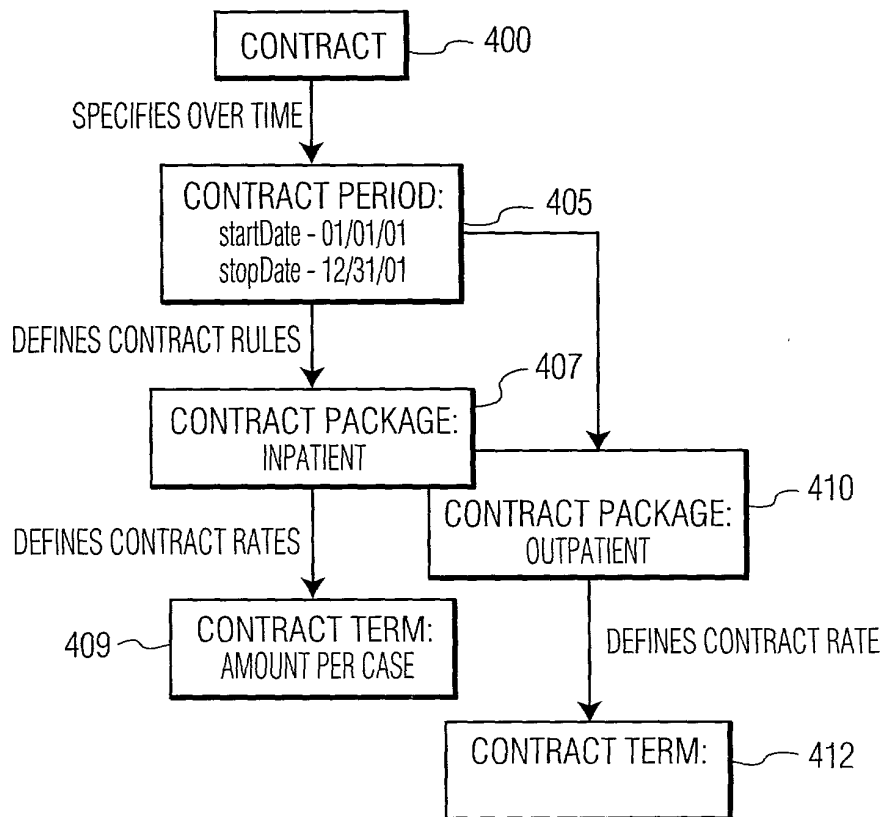 CONTRACT
400
SPECIFIES OVER TIME
CONTRACT PERIOD:
startDate - 01/01/01
stopDate - 12/31/01
405
DEFINES CONTRACT RULES
407
CONTRACT PACKAGE:
INPATIENT
410
CONTRACT PACKAGE:
OUTPATIENT
DEFINES CONTRACT RATES
409
CONTRACT TERM:
AMOUNT PER CASE
DEFINES CONTRACT RATE
CONTRACT TERM:
412